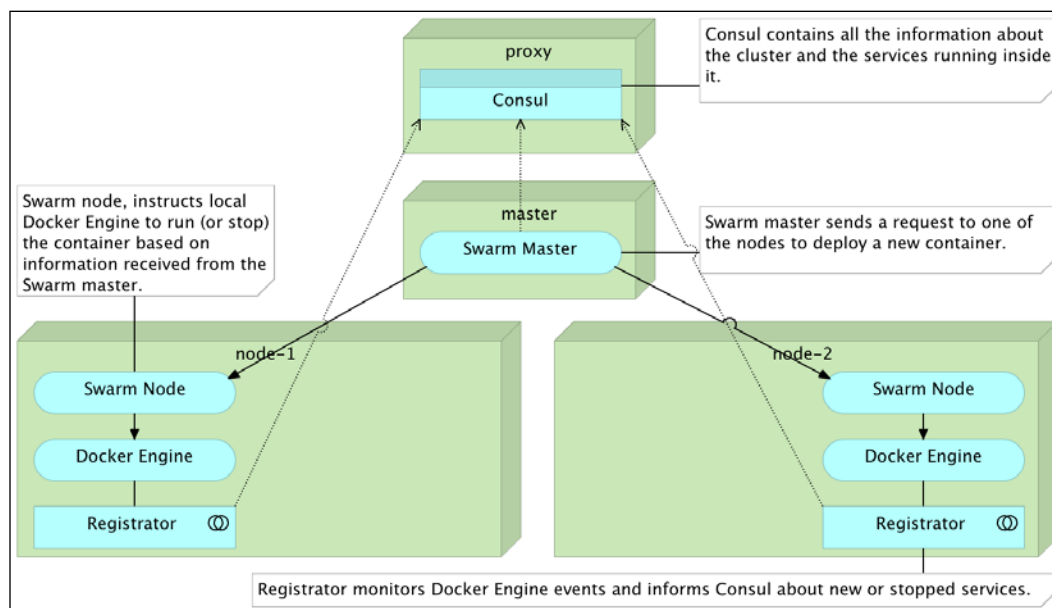 proxy
Consul
Consul contains all the information about
the cluster and the services running inside
it.
Swarm node, instructs local
Docker Engine to run (or stop)
the container based on
information received from the
Swarm master.
master
Swarm Master
Swarm master sends a request to one of
the nodes to deploy a new container.
node-1
Swarm Node
Docker Engine
Registrator
node-2
Swarm Node
Docker Engine
Registrator
Registrator monitors Docker Engine events and informs Consul about new or stopped services.